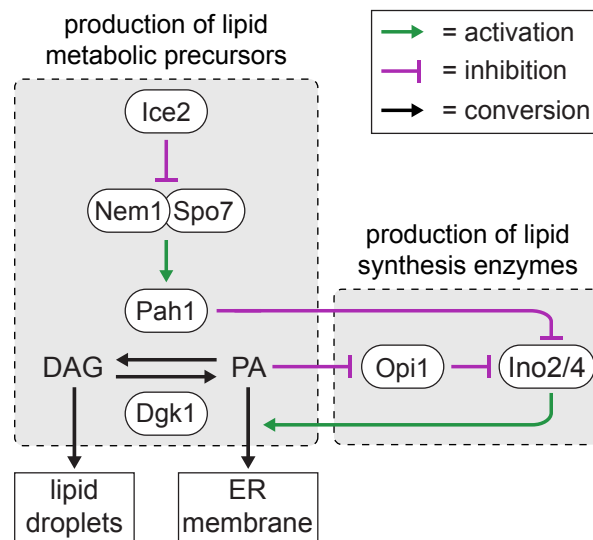 production of lipid
metabolic precursors
= activation
= inhibition
= conversion
Ice2
Nem1 Spo7
Pah1
DAG
PA
Dgk1
lipid
droplets
ER
membrane
production of lipid
synthesis enzymes
Opi1
Ino2/4